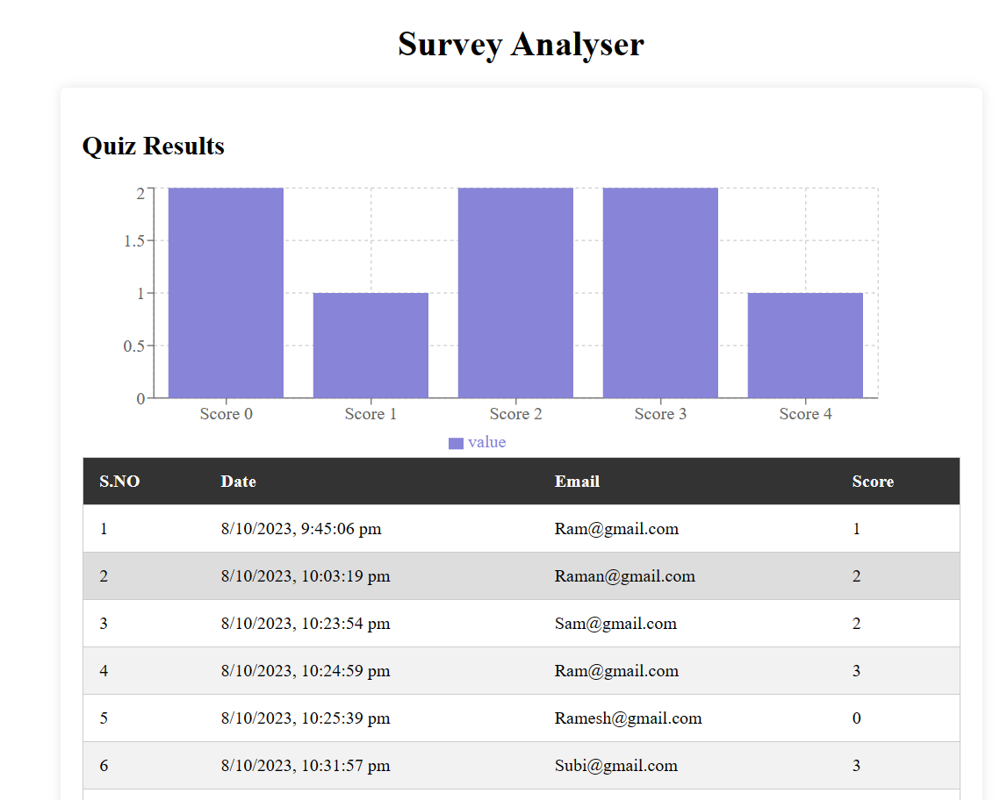 Survey Analyser
Quiz Results
2
1.5
1
0.5
0
Score 0 Score 1 Score 2 Score 3 Score 4
value
S.NO Date Email Score
1 8/10/2023, 9:45:06 pm Ram@gmail.com 1
2 8/10/2023, 10:03:19 pm Raman@gmail.com 2
3 8/10/2023, 10:23:54 pm Sam@gmail.com 2
4 8/10/2023, 10:24:59 pm Ram@gmail.com 3
5 8/10/2023, 10:25:39 pm Ramesh@gmail.com 0
6 8/10/2023, 10:31:57 pm Subi@gmail.com 3